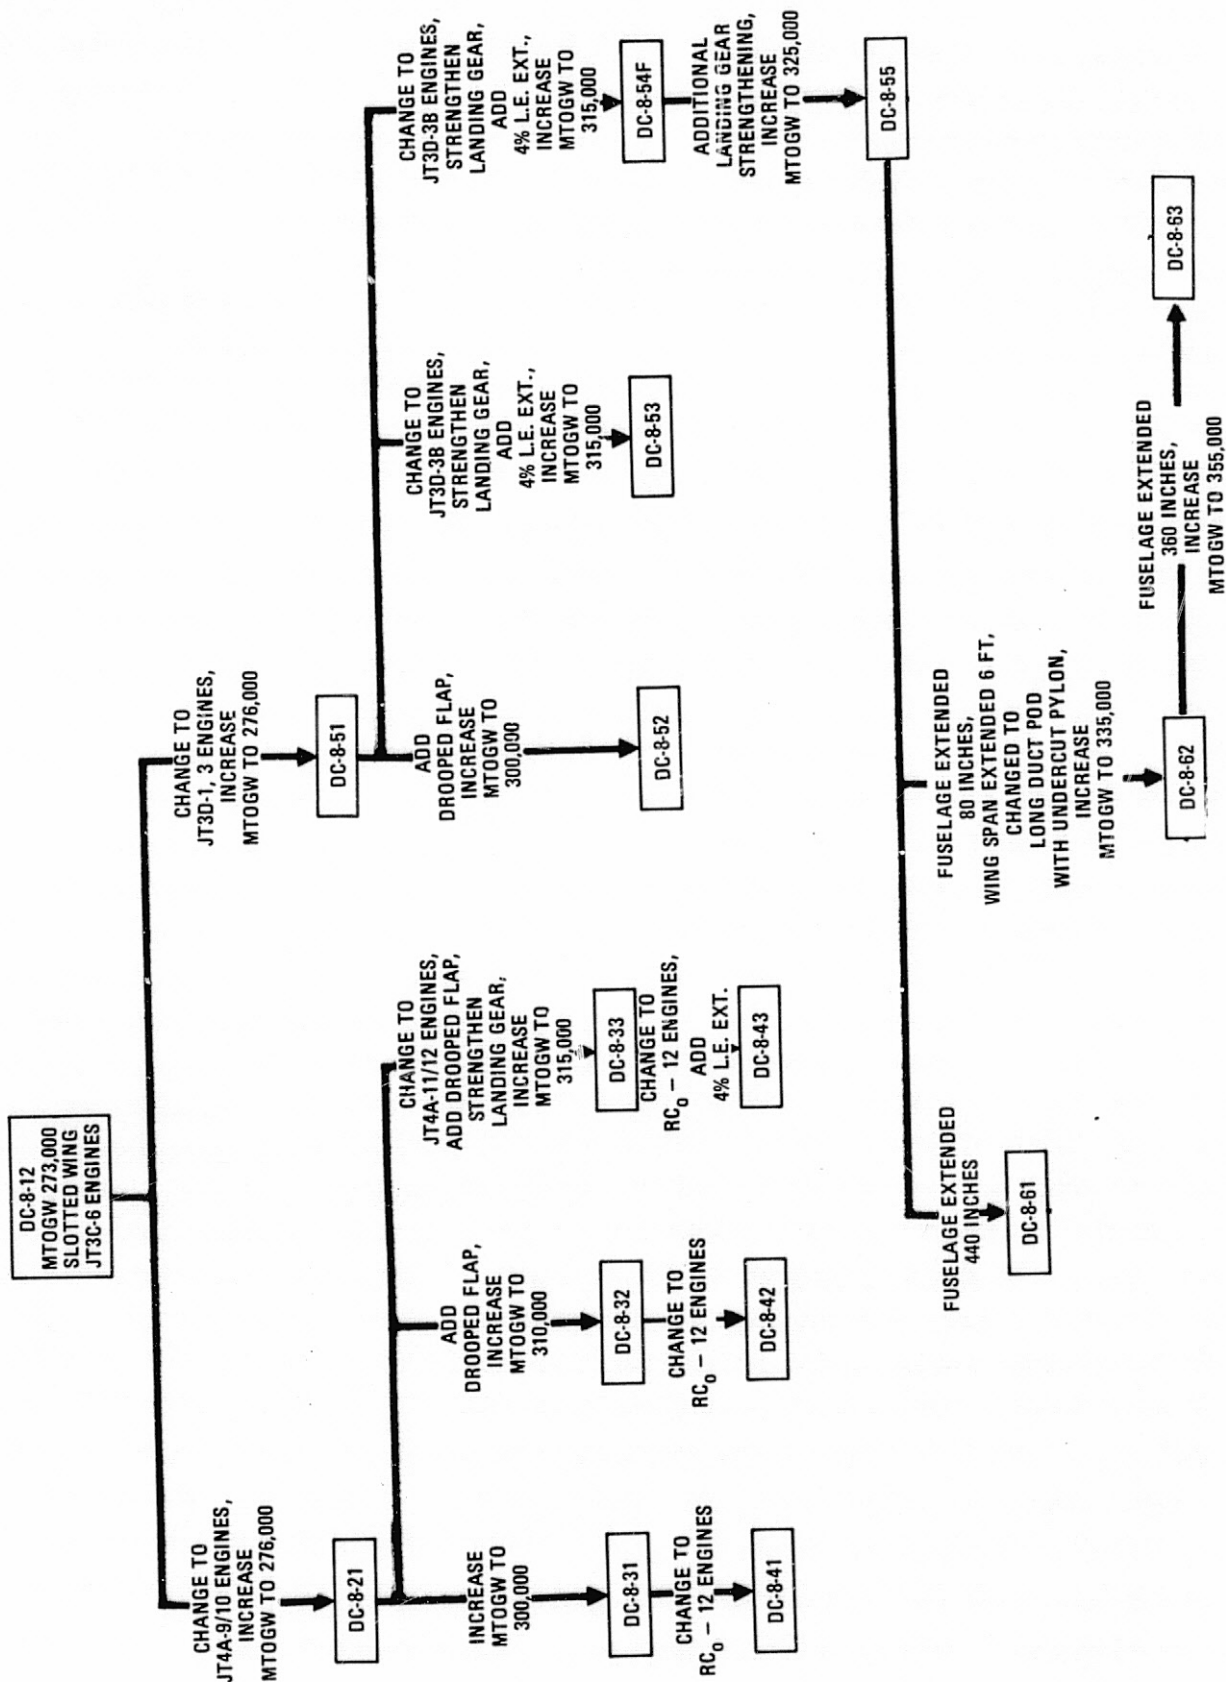 DC-8-12
MTOGW 273,000
SLOTTED WING
JT3C-6 ENGINES
CHANGE TO
JT4A-9/10 ENGINES,
INCREASE
MTOGW TO 276,000
DC-8-21
INCREASE
MTOGW TO
300,000
DC-8-31
CHANGE TO
RC₀ – 12 ENGINES
DC-8-41
ADD
DROOPED FLAP,
INCREASE
MTOGW TO
310,000
DC-8-32
CHANGE TO
RC₀ – 12 ENGINES
DC-8-42
CHANGE TO
JT4A-11/12 ENGINES,
ADD DROOPED FLAP,
STRENGTHEN
LANDING GEAR,
INCREASE
MTOGW TO
315,000
DC-8-33
CHANGE TO
RC₀ – 12 ENGINES,
ADD
4% L.E. EXT.
DC-8-43
CHANGE TO
JT3D-1, 3 ENGINES,
INCREASE
MTOGW TO 276,000
DC-8-51
ADD
DROOPED FLAP,
INCREASE
MTOGW TO
300,000
DC-8-52
CHANGE TO
JT3D-3B ENGINES,
STRENGTHEN
LANDING GEAR,
ADD
4% L.E. EXT.,
INCREASE
MTOGW TO
315,000
DC-8-53
CHANGE TO
JT3D-3B ENGINES,
STRENGTHEN
LANDING GEAR,
ADD
4% L.E. EXT.,
INCREASE
MTOGW TO
315,000
DC-8-54F
ADDITIONAL
LANDING GEAR
STRENGTHENING,
INCREASE
MTOGW TO 325,000
DC-8-55
FUSELAGE EXTENDED
440 INCHES
DC-8-61
FUSELAGE EXTENDED
80 INCHES,
WING SPAN EXTENDED 6 FT,
CHANGED TO
LONG DUCT POD
WITH UNDERCUT PYLON,
INCREASE
MTOGW TO 335,000
DC-8-62
FUSELAGE EXTENDED
360 INCHES,
INCREASE
MTOGW TO 355,000
DC-8-63